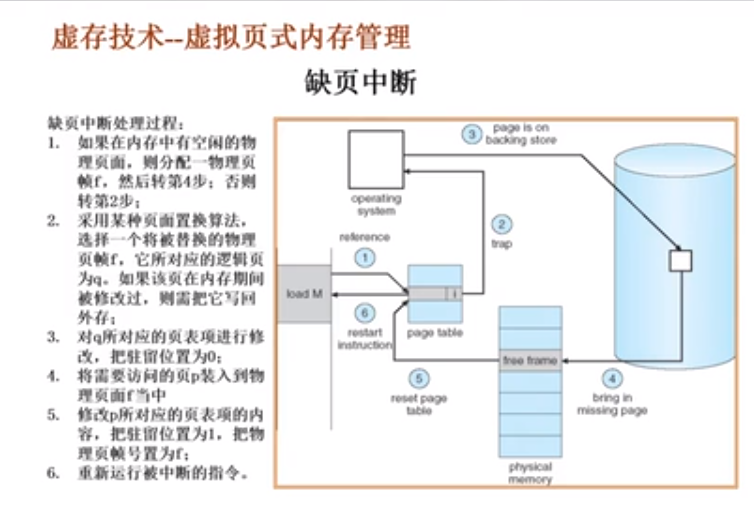 虚存技术--虚拟页式内存管理
缺页中断
缺页中断处理过程:
1. 如果在内存中有空闲的物
理页面,则分配一物理页
帧f,然后转第4步;否则
转第2步;
2. 采用某种页面置换算法,
选择一个将被替换的物理
页帧f,它所对应的逻辑页
为q。如果该页在内存期间
被修改过,则需把它写回
外存;
3. 对q所对应的页表项进行修
改,把驻留位置为0;
4. 将需要访问的页p装入到物
理页面f当中
5. 修改p所对应的页表项的内
容,把驻留位置为1,把物
理页帧号置为f;
6. 重新运行被中断的指令。
3
page is on
backing store
operating
system
2
trap
reference
1
load M
i
6
restart
instruction
page table
free frame
5
reset page
table
4
bring in
missing page
physical
memory